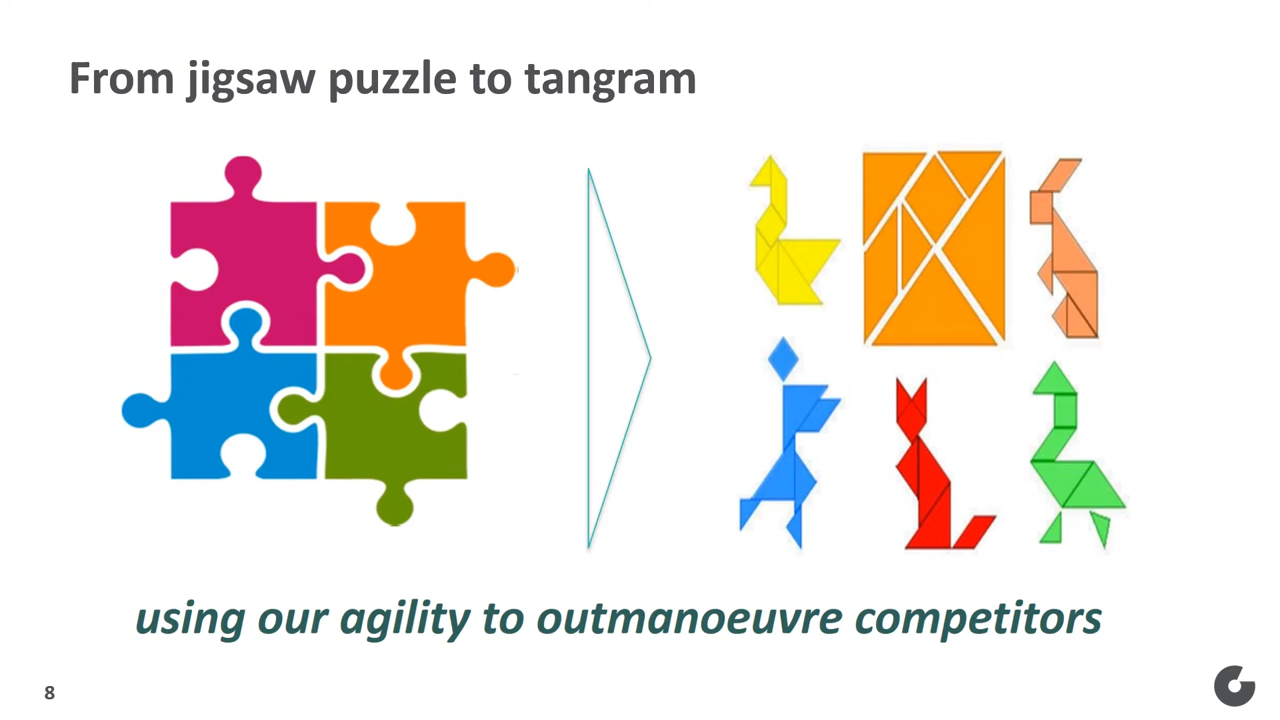 From jigsaw puzzle to tangram
using our agility to outmanoeuvre competitors
8